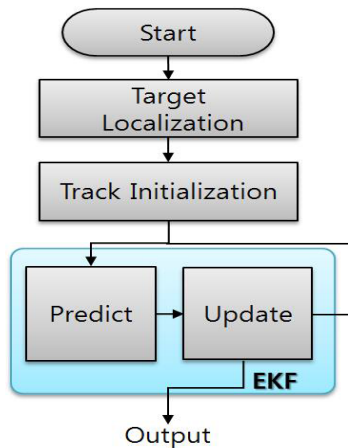 Start
Target
Localization
Track Initialization
Predict
Update
EKF
Output